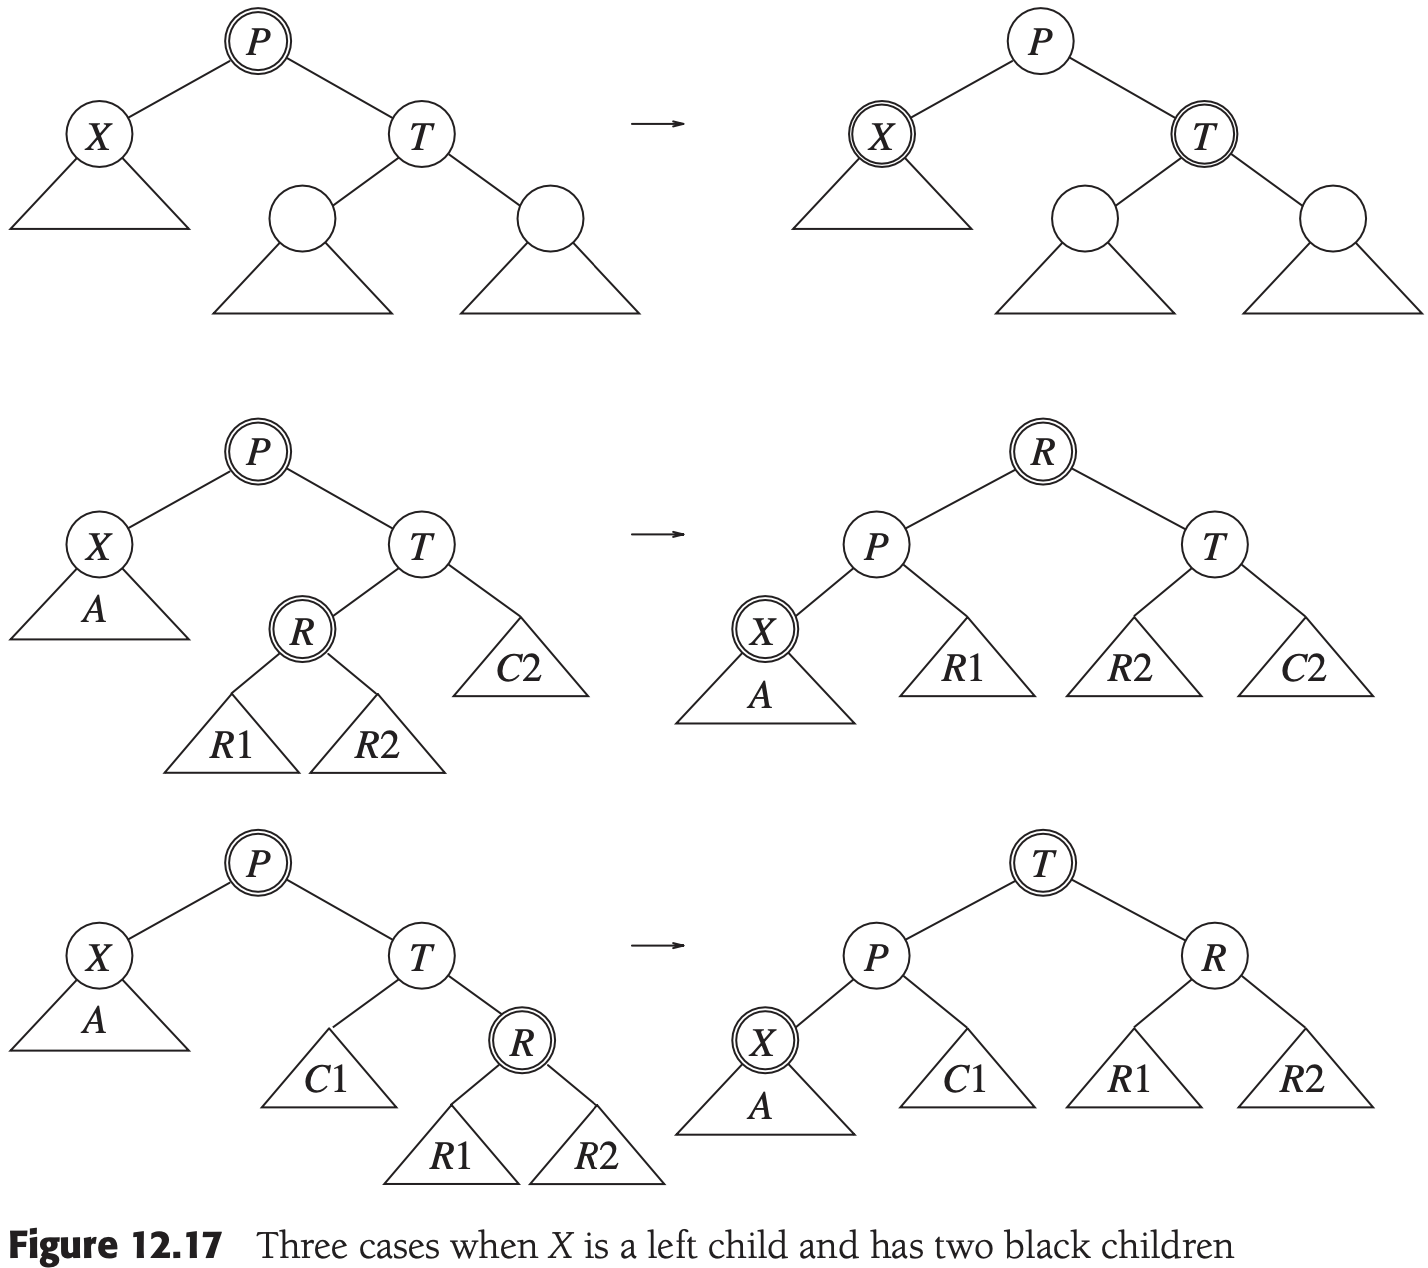 P P
X T X T
P R
X T P T
A R C2 X R1 R2 C2
R1 R2 A
P T
X T P R
A C1 R X C1 R1 R2
R1 R2 A
Figure 12.17 Three cases when X is a left child and has two black children